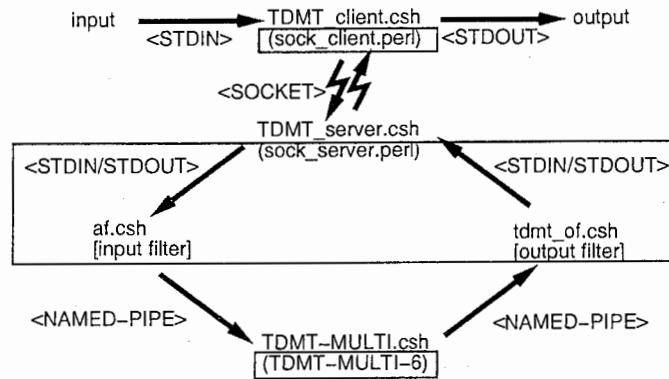 input
TDMT_client.csh
output
<STDIN>
(sock_client.perl)
<STDOUT>
<SOCKET>
TDMT_server.csh
(sock_server.perl)
<STDIN/STDOUT>
<STDIN/STDOUT>
af.csh
[input filter]
tdmt_of.csh
[output filter]
<NAMED-PIPE>
<NAMED-PIPE>
TDMT-MULTI.csh
(TDMT-MULTI-6)